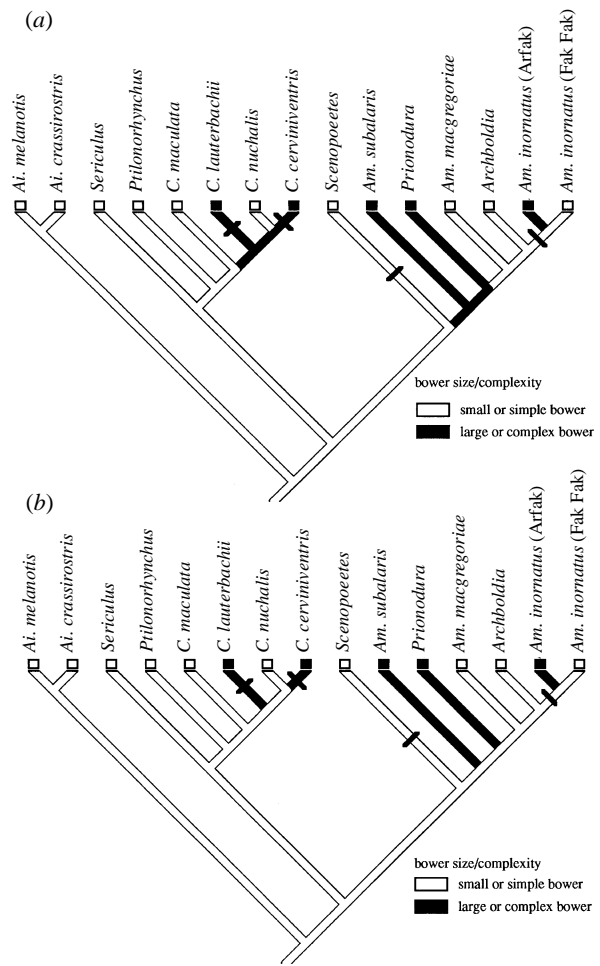 (a)
Ai. melanotis
Ai. crassirostris
Sericulus
Ptilonorhynchus
C. maculata
C. lauterbachii
C. nuchalis
C. cerviniventris
Scenopoeetes
Am. subalaris
Prionodura
Am. macgregoriae
Archboldia
Am. inornatus (Arfak)
Am. inornatus (Fak Fak)
bower size/complexity
small or simple bower
large or complex bower
(b)
Ai. melanotis
Ai. crassirostris
Sericulus
Ptilonorhynchus
C. maculata
C. lauterbachii
C. nuchalis
C. cerviniventris
Scenopoeetes
Am. subalaris
Prionodura
Am. macgregoriae
Archboldia
Am. inornatus (Arfak)
Am. inornatus (Fak Fak)
bower size/complexity
small or simple bower
large or complex bower